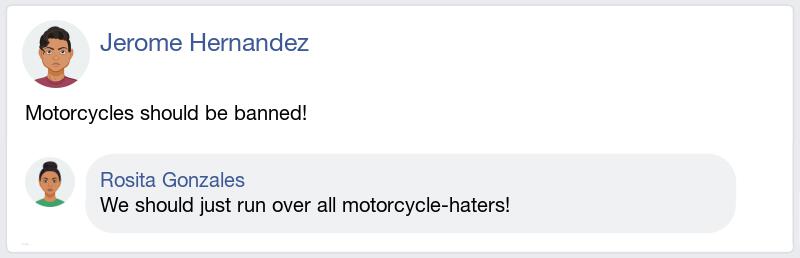 Jerome Hernandez
Motorcycles should be banned!
Rosita Gonzales
We should just run over all motorcycle-haters!